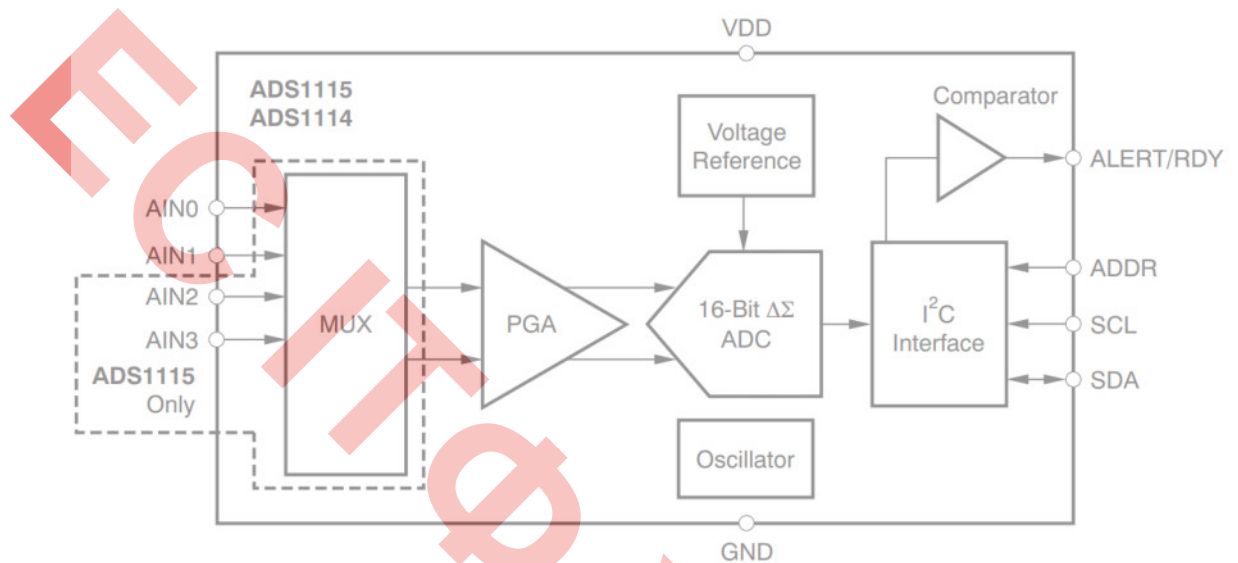 VDD
ADS1115
ADS1114
Comparator
Voltage
Reference
ALERT/RDY
AIN0
AIN1
AIN2
AIN3
MUX
PGA
16-Bit ΔΣ
ADC
I²C
Interface
ADDR
SCL
SDA
ADS1115
Only
Oscillator
GND